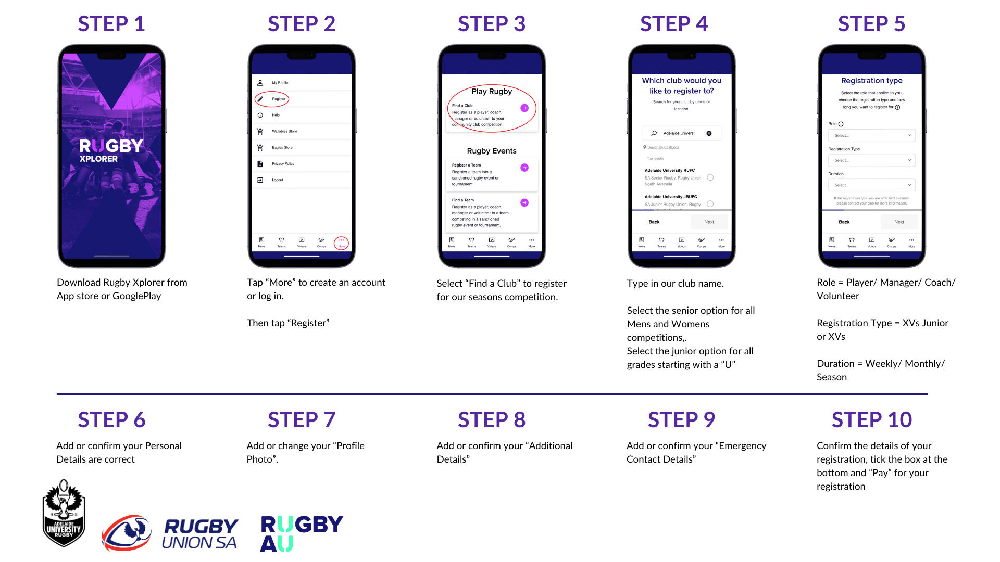 STEP 1
RUGBY
XPLORER
Download Rugby Xplorer from
App store or GooglePlay
STEP 2
My Profile
Register
Help
Wallabies Store
Eagles Store
Privacy Policy
Logout
News Teams Videos Comps More
Tap “More” to create an account
or log in.
Then tap “Register”
STEP 3
Play Rugby
Find a Club
Register as a player, coach,
manager or volunteer to your
community club competition.
Rugby Events
Register a Team
Register a team into a
sanctioned rugby event or
tournament
Find a Team
Register as a player, coach,
manager or volunteer to a team
competing in a sanctioned
rugby event or tournament.
News Teams Videos Comps More
Select “Find a Club” to register
for our seasons competition.
STEP 4
Which club would you
like to register to?
Search for your club by name or
location.
Adelaide universi
Search by PostCode
Top results
Adelaide University RUFC
SA Senior Rugby, Rugby Union
South Australia
Adelaide University JRUFC
SA Junior Rugby Union, Rugby
Back Next
News Teams Videos Comps More
Type in our club name.
Select the senior option for all
Mens and Womens
competitions,.
Select the junior option for all
grades starting with a “U”
STEP 5
Registration type
Select the role that applies to you,
choose the registration type and how
long you want to register for
Role
Select...
Registration Type
Select...
Duration
Select...
If the registration type you are after isn't available
please contact your club for more information.
Back Next
News Teams Videos Comps More
Role = Player/ Manager/ Coach/
Volunteer
Registration Type = XVs Junior
or XVs
Duration = Weekly/ Monthly/
Season
STEP 6
Add or confirm your Personal
Details are correct
STEP 7
Add or change your “Profile
Photo”.
STEP 8
Add or confirm your “Additional
Details”
STEP 9
Add or confirm your “Emergency
Contact Details”
STEP 10
Confirm the details of your
registration, tick the box at the
bottom and “Pay” for your
registration
ADELAIDE
UNIVERSITY
RUGBY
RUGBY
UNION SA
RUGBY
AU